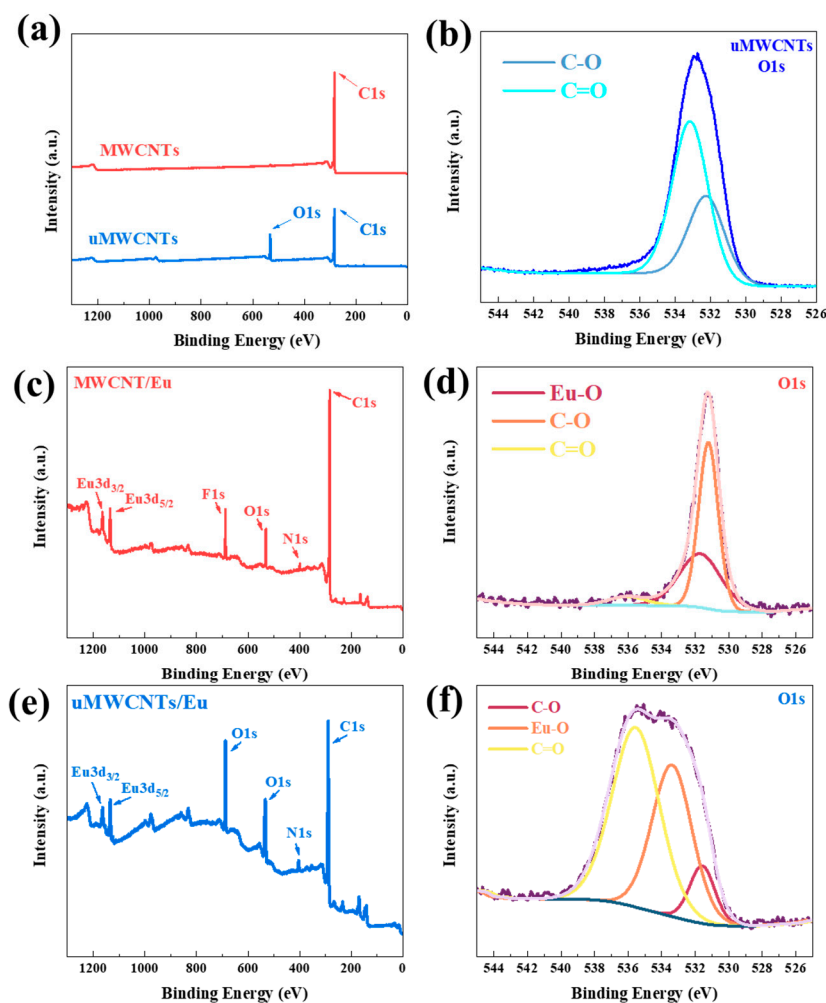 (a)
C1s
MWCNTs
O1s
C1s
uMWCNTs
Intensity (a.u.)
1200 1000 800 600 400 200 0
Binding Energy (eV)
(b)
uMWCNTs
O1s
C-O
C=O
Intensity (a.u.)
545 542 540 538 536 534 532 530 528 526
Binding Energy (eV)
(c)
MWCNT/Eu
C1s
Eu3d3/2
Eu3d5/2
F1s
O1s
N1s
Intensity (a.u.)
1200 1000 800 600 400 200 0
Binding Energy (eV)
(d)
O1s
Eu-O
C-O
C=O
Intensity (a.u.)
544 542 540 538 536 534 532 530 528 526
Binding Energy (eV)
(e)
uMWCNTs/Eu
C1s
O1s
O1s
Eu3d3/2
Eu3d5/2
N1s
Intensity (a.u.)
1200 1000 800 600 400 200 0
Binding Energy (eV)
(f)
O1s
C-O
Eu-O
C=O
Intensity (a.u.)
544 542 540 538 536 534 532 530 528 526
Binding Energy (eV)